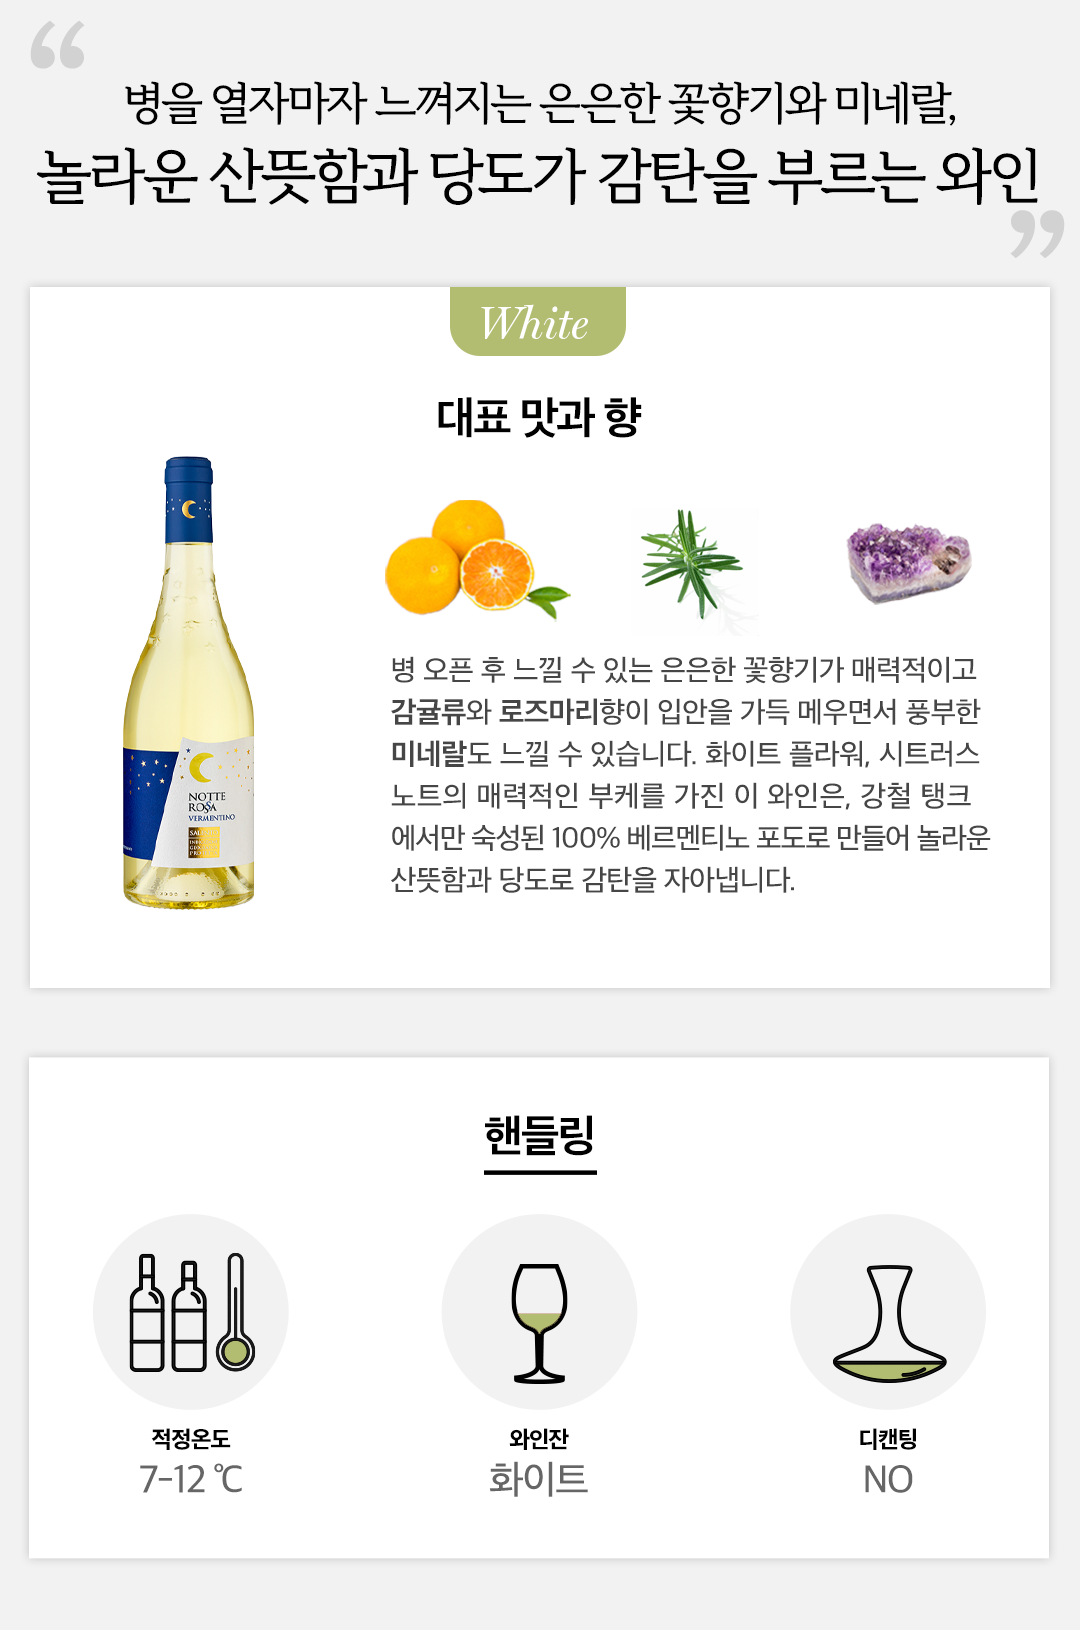 “
병을 열자마자 느껴지는 은은한 꽃향기와 미네랄,
놀라운 산뜻함과 당도가 감탄을 부르는 와인
”
White
대표 맛과 향
NOTTE
ROSSA
VERMENTINO
병 오픈 후 느낄 수 있는 은은한 꽃향기가 매력적이고
감귤류와 로즈마리향이 입안을 가득 메우면서 풍부한
미네랄도 느낄 수 있습니다. 화이트 플라워, 시트러스
노트의 매력적인 부케를 가진 이 와인은, 강철 탱크
에서만 숙성된 100% 베르멘티노 포도로 만들어 놀라운
산뜻함과 당도로 감탄을 자아냅니다.
핸들링
적정온도
7-12 ℃
와인잔
화이트
디캔팅
NO